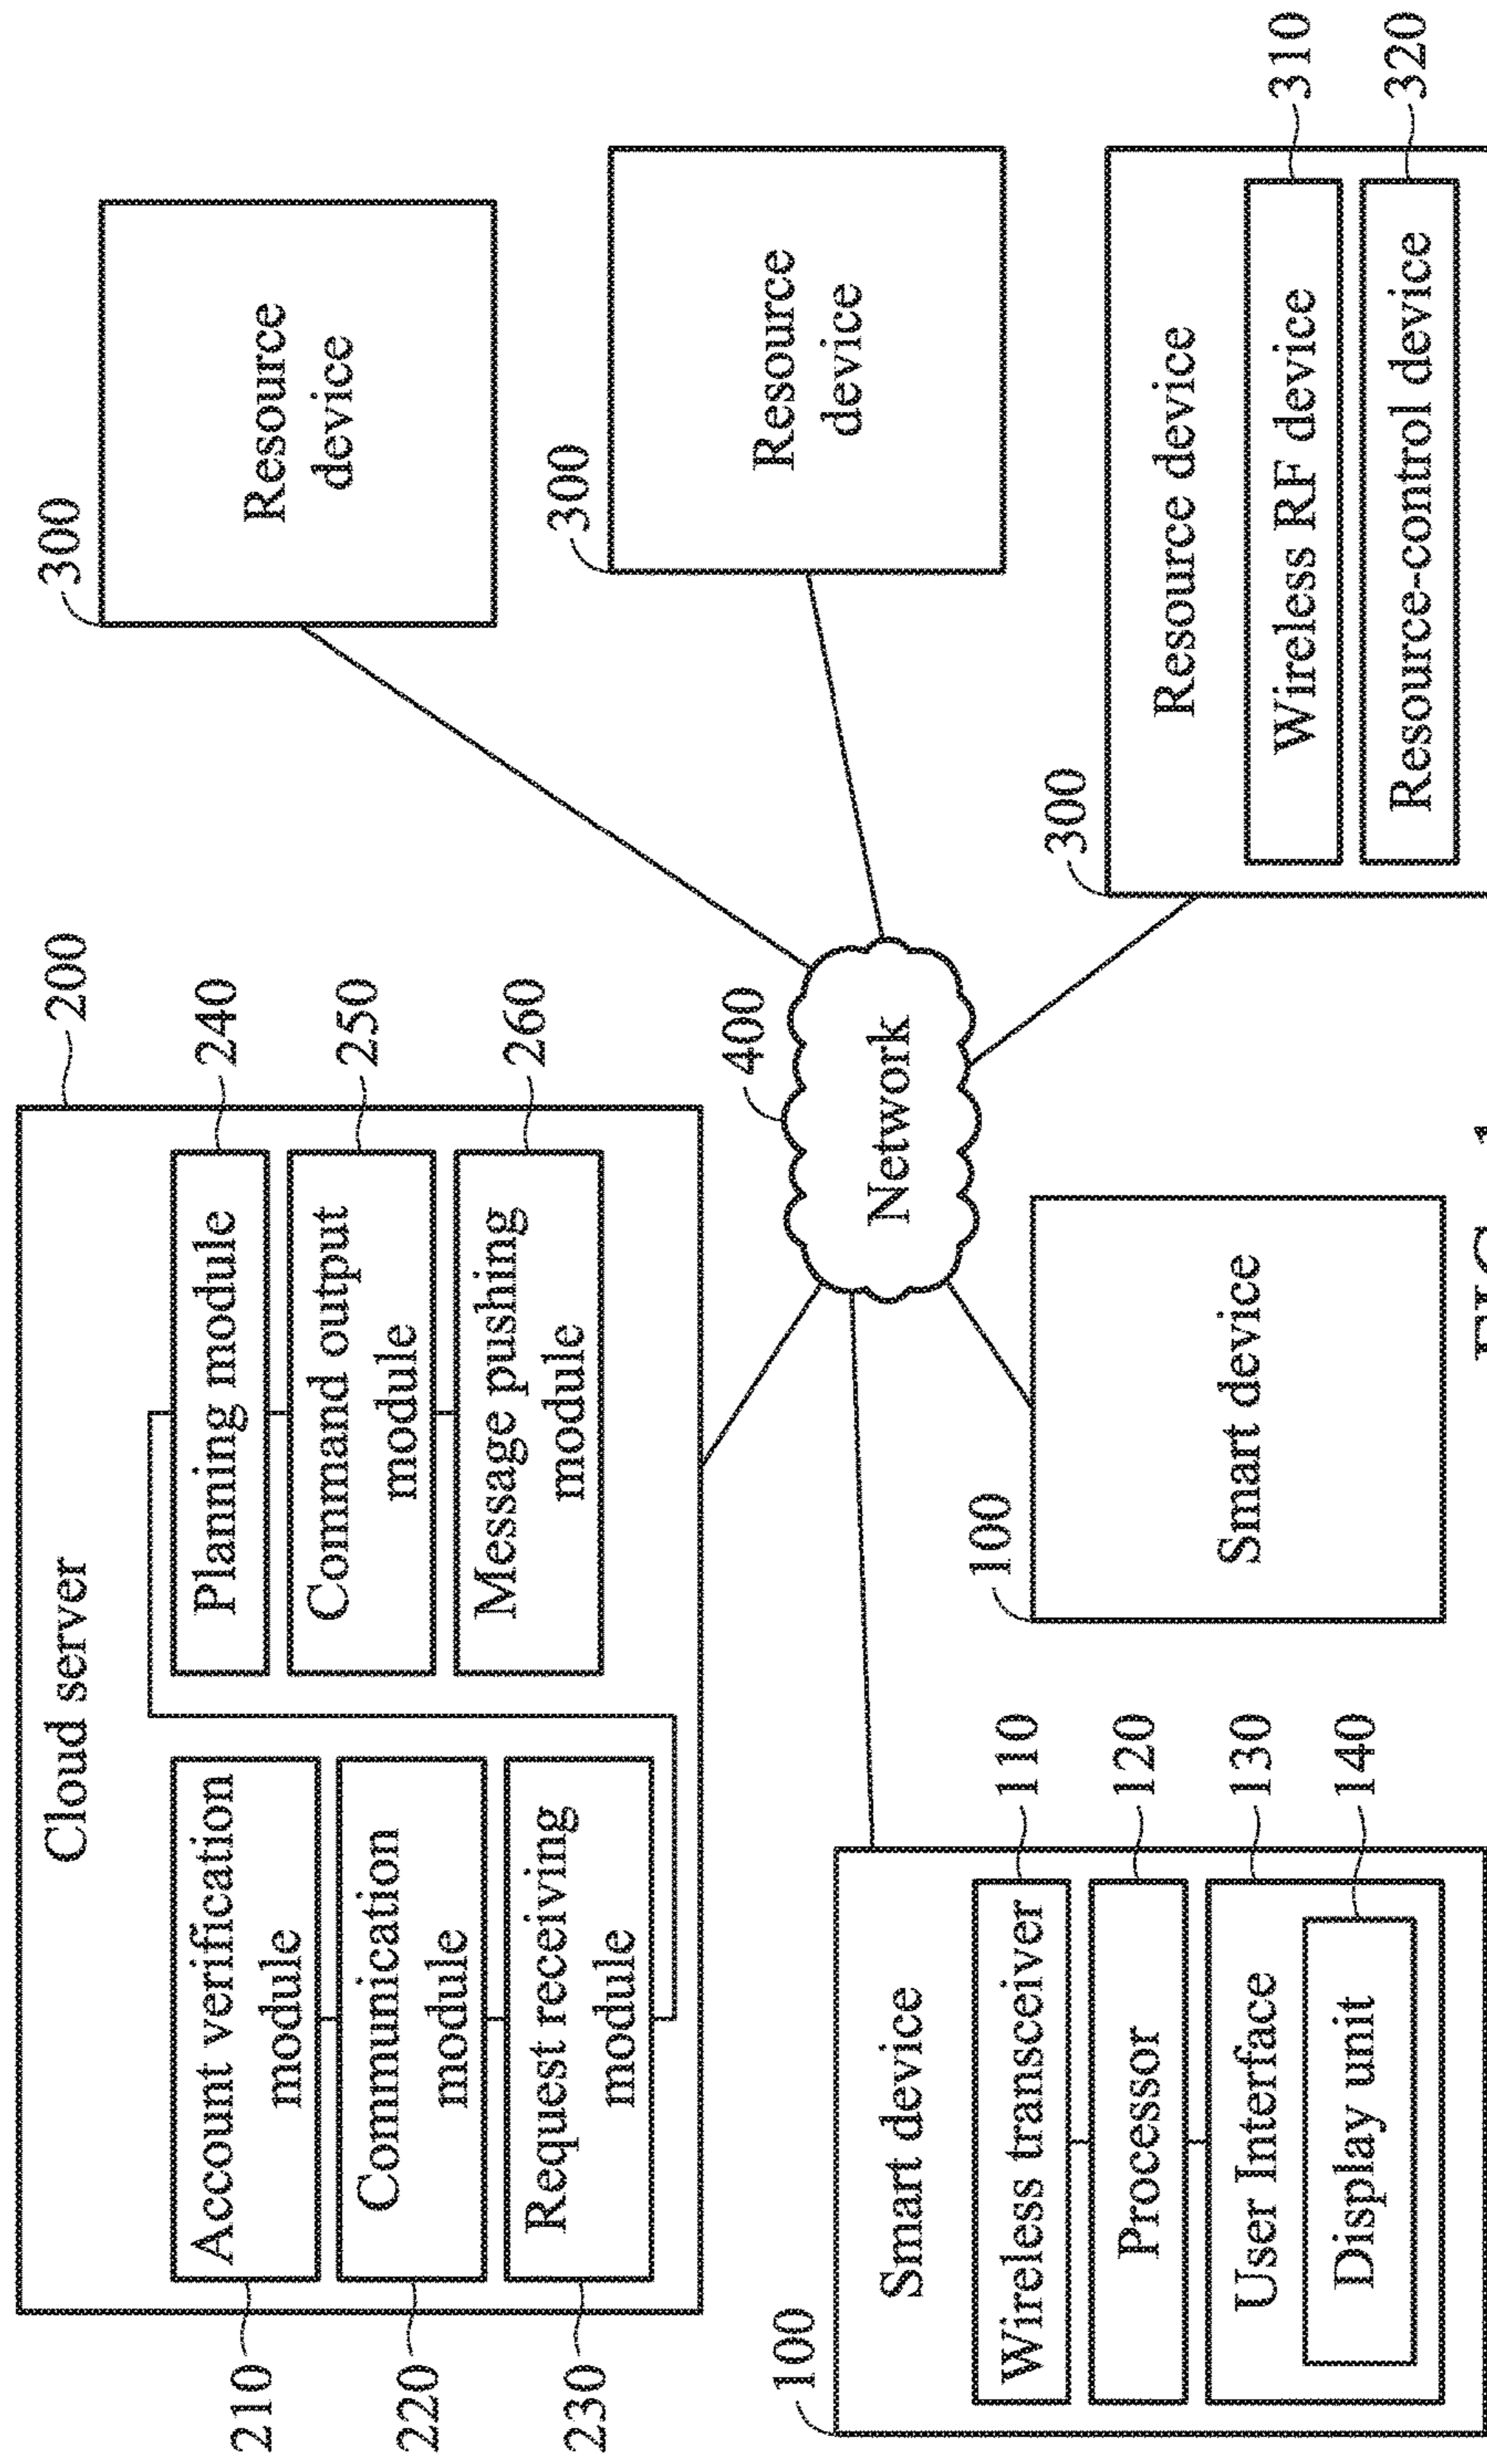 Cloud server
200
Account verification
module
210
Communication
module
220
Request receiving
module
230
Planning module
240
Command output
module
250
Message pushing
module
260
300
Resource
device
300
Resource
device
400
Network
100
Smart device
Wireless transceiver
110
Processor
120
User Interface
130
Display unit
140
100
Smart device
300
Resource device
Wireless RF device
310
Resource-control device
320